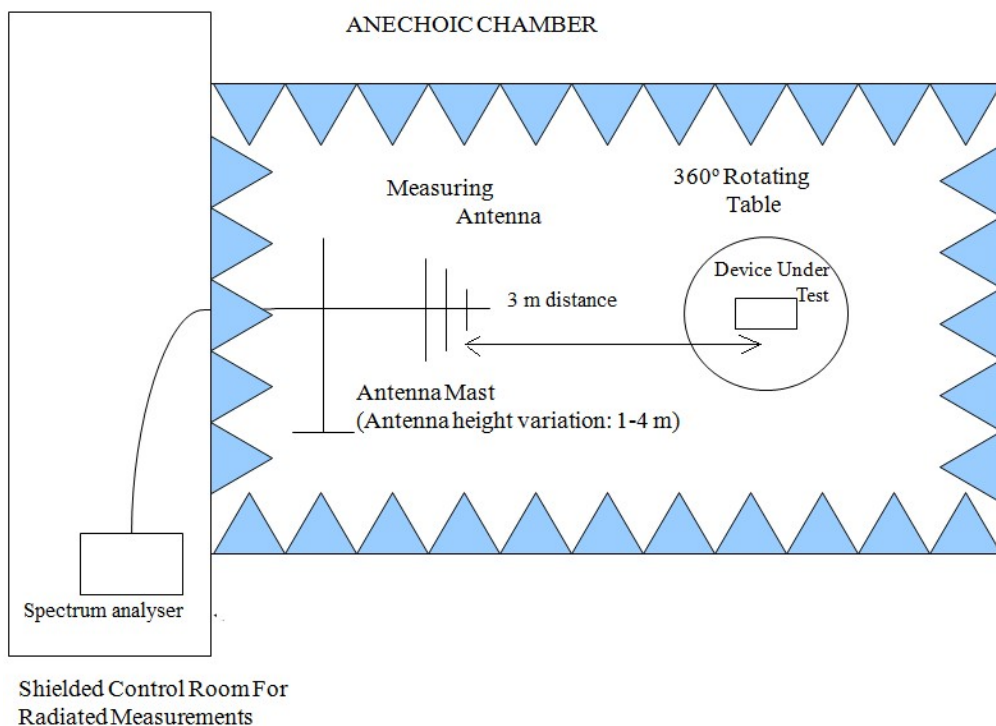 ANECHOIC CHAMBER
Measuring
Antenna
360º Rotating
Table
Device Under
Test
3 m distance
Antenna Mast
(Antenna height variation: 1-4 m)
Spectrum analyser
Shielded Control Room For
Radiated Measurements